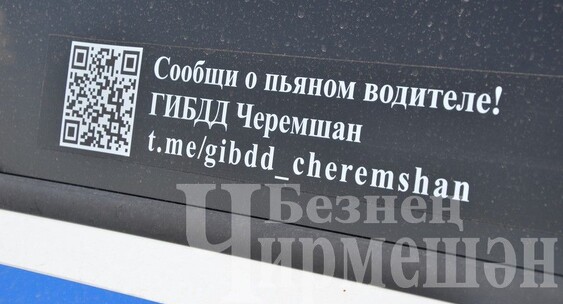 Сообщи о пьяном водителе!
ГИБДД Черемшан
t.me/gibdd_cheremshan
Безнең
Чирмешән